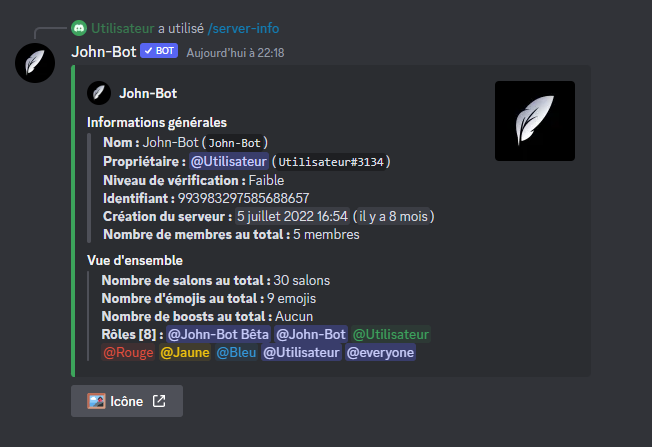 Utilisateur a utilisé /server-info
John-Bot BOT Aujourd'hui à 22:18
John-Bot
Informations générales
Nom : John-Bot (John-Bot)
Propriétaire : @Utilisateur (Utilisateur#3134)
Niveau de vérification : Faible
Identifiant : 993983297585688657
Création du serveur : 5 juillet 2022 16:54 (il y a 8 mois)
Nombre de membres au total : 5 membres
Vue d'ensemble
Nombre de salons au total : 30 salons
Nombre d'émojis au total : 9 emojis
Nombre de boosts au total : Aucun
Rôles [8] : @John-Bot Bêta @John-Bot @Utilisateur
@Rouge @Jaune @Bleu @Utilisateur @everyone
Icône